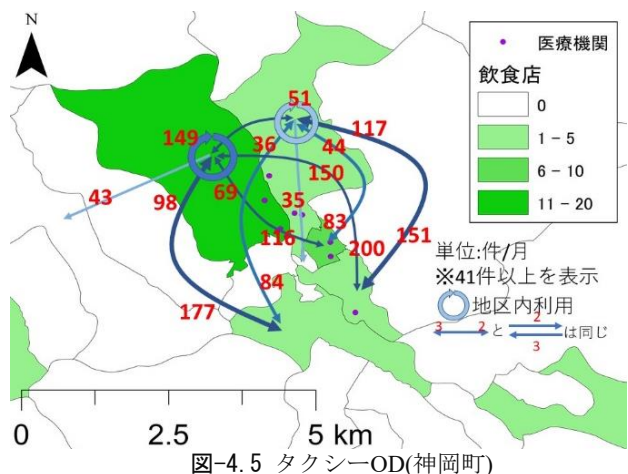 N
医療機関
飲食店
0
1 - 5
6 - 10
11 - 20
51
149
36
117
44
150
43
69
98
35
83
116
200
151
84
177
単位:件/月
※41件以上を表示
地区内利用
3 2 と 2 3 は同じ
0 2.5 5 km
図-4.5 タクシーOD(神岡町)